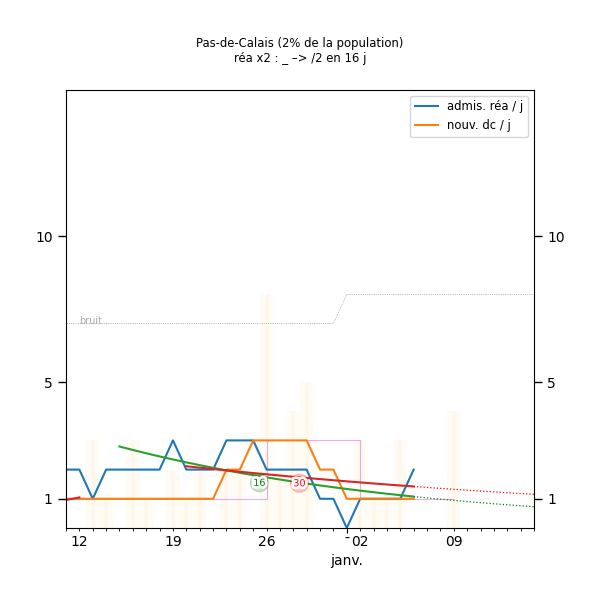 Pas-de-Calais (2% de la population)
réa x2 : _ –> /2 en 16 j
admis. réa / j
nouv. dc / j
10 10
bruit
5 5
16 30
1 1
12 19 26 02 09
janv.